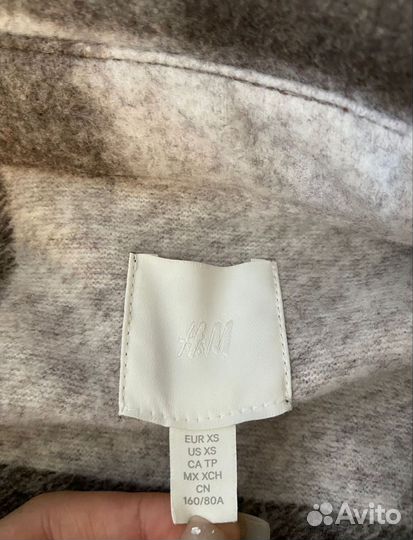 H&M
EUR XS
US XS
CA TP
MX XCH
CN
160/80A
Avito